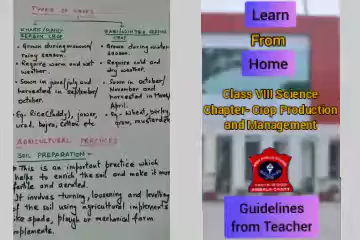 TYPES OF CROPS
KHARIF/RAINY SEASON CROP
• Grown during monsoon/ rainy season.
• Require warm and wet weather.
• Sown in june/july and harvested in september/ october.
• Eg - Rice (Paddy), jowar, urad, bajra, cotton etc
RABI/WINTER SEASON CROP
• Grown during winter season.
• Require cold and dry weather.
• Sown in october/ november and harvested in March/ April.
• Eg - Wheat, barley, gram, mustard etc
AGRICULTURAL PRACTICES
SOIL PREPARATION -
• This is an important practice which
helps to enrich the soil and make it more
fertile and aerated.
It involves turning, loosening and levelling
of the soil using agricultural implements
like spade, plough or mechanical farm
implements.
Learn
From
Home
Class VIII Science
Chapter- Crop Production
and Management
Guidelines
from Teacher